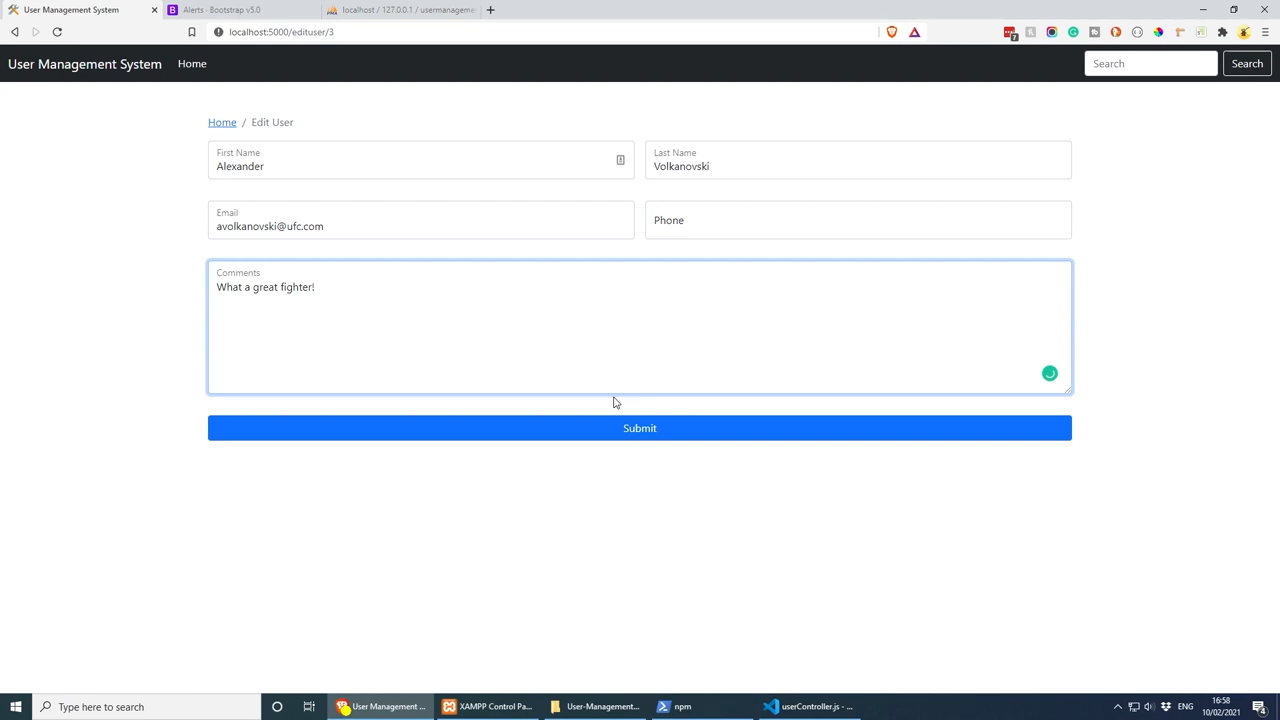 User Management System
Alerts · Bootstrap v5.0
localhost / 127.0.0.1 / usermanageme
localhost:5000/edituser/3
7
User Management System
Home
Search
Search
Home / Edit User
First Name
Alexander
Last Name
Volkanovski
Email
avolkanovski@ufc.com
Phone
Comments
What a great fighter!
Submit
Type here to search
User Management ...
XAMPP Control Pa...
User-Management...
npm
userController.js - ...
ENG
16:58
10/02/2021
4